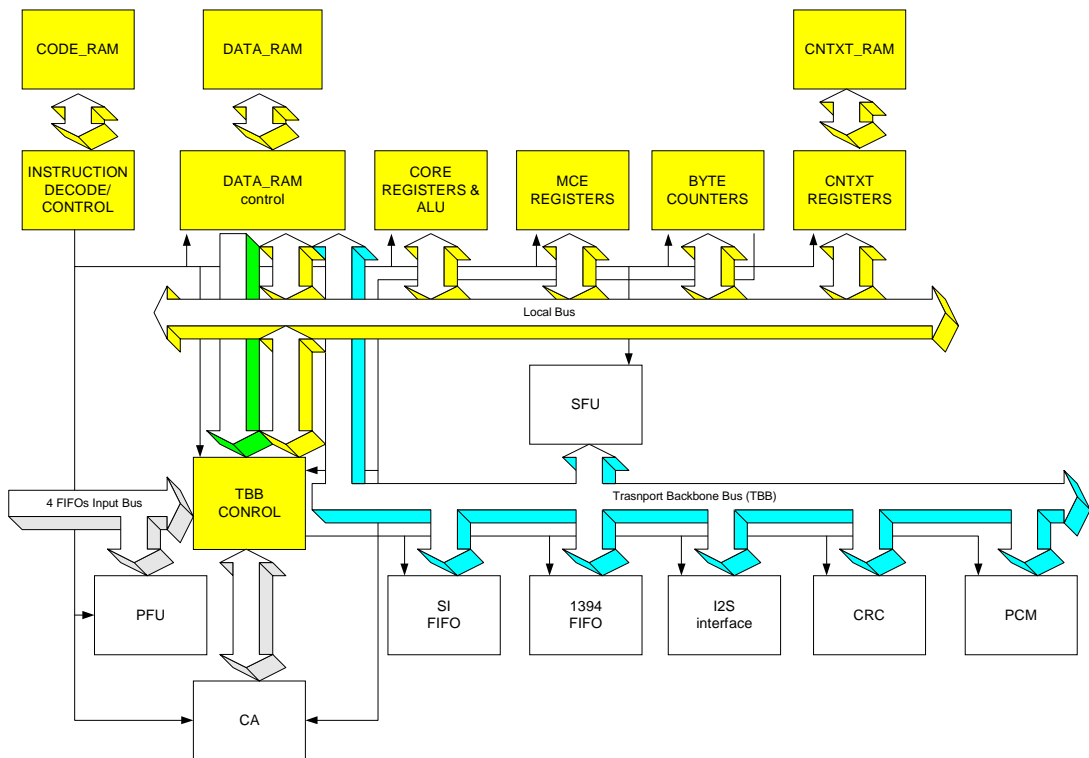 CODE_RAM
DATA_RAM
CNTXT_RAM
INSTRUCTION
DECODE/
CONTROL
DATA_RAM
control
CORE
REGISTERS &
ALU
MCE
REGISTERS
BYTE
COUNTERS
CNTXT
REGISTERS
Local Bus
SFU
4 FIFOs Input Bus
TBB
CONROL
Trasnport Backbone Bus (TBB)
PFU
SI
FIFO
1394
FIFO
I2S
interface
CRC
PCM
CA